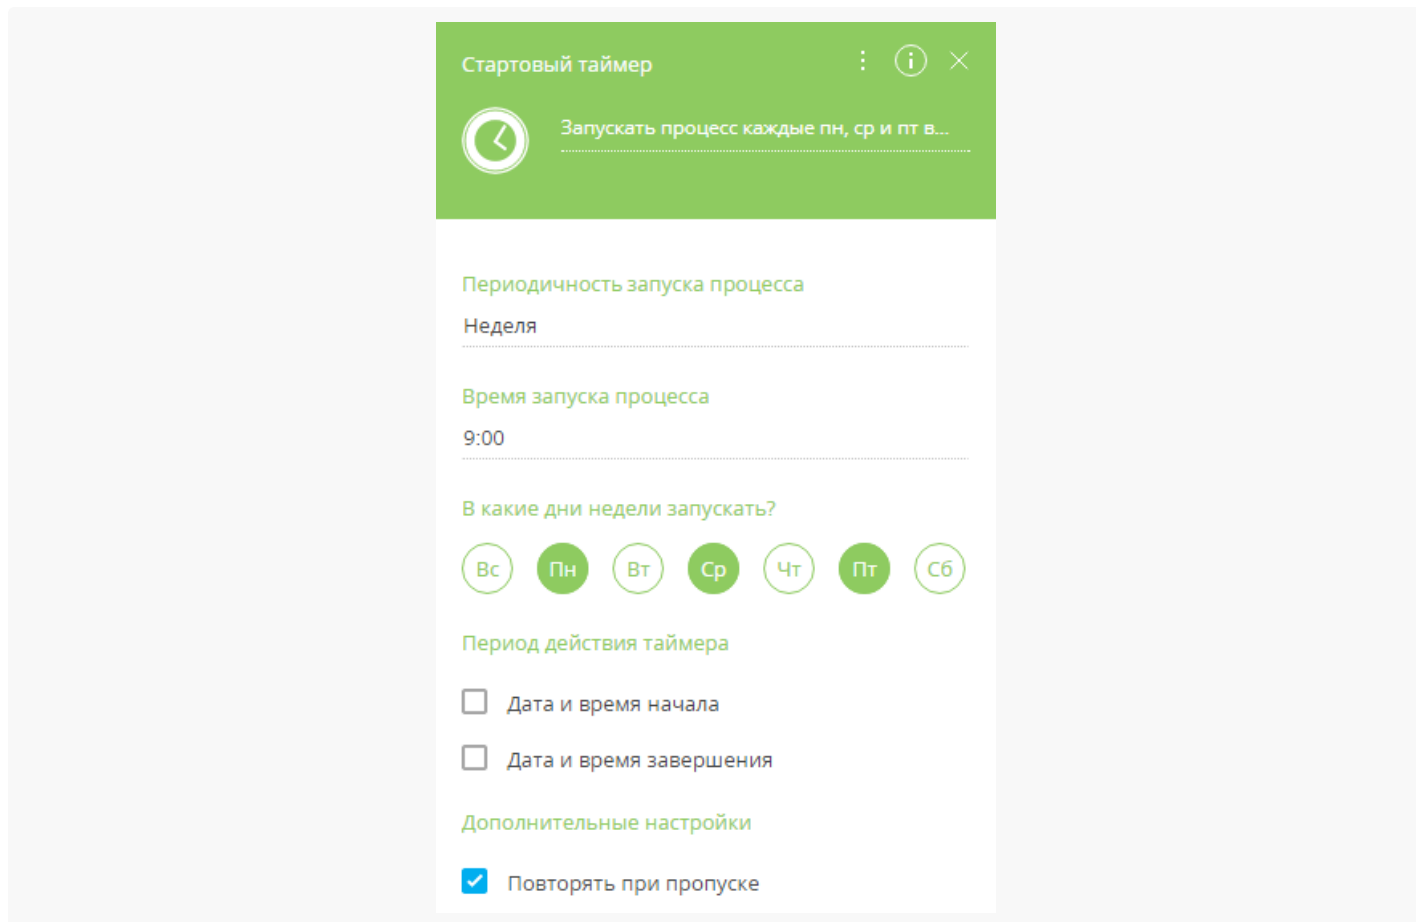 Стартовый таймер
Запускать процесс каждые пн, ср и пт в...
Периодичность запуска процесса
Неделя
Время запуска процесса
9:00
В какие дни недели запускать?
Вс Пн Вт Ср Чт Пт Сб
Период действия таймера
Дата и время начала
Дата и время завершения
Дополнительные настройки
Повторять при пропуске